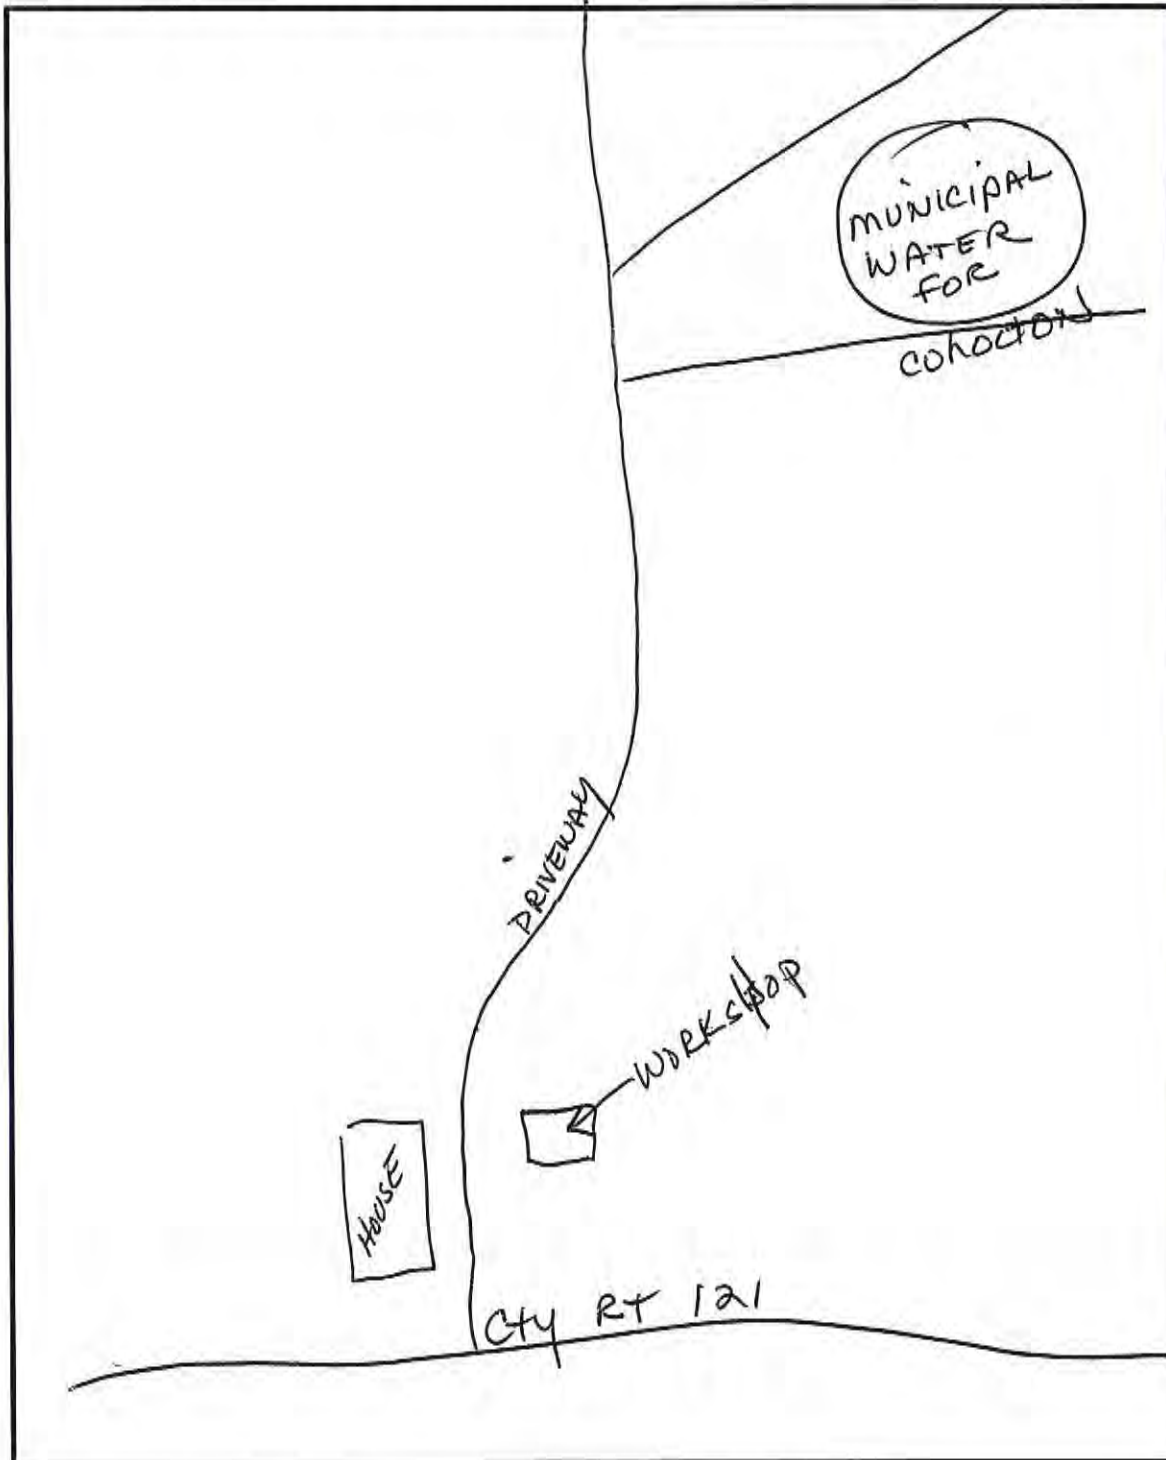 MUNICIPAL
WATER
FOR
cohocton
DRIVEWAY
WORKSHOP
HOUSE
Cty RT 121